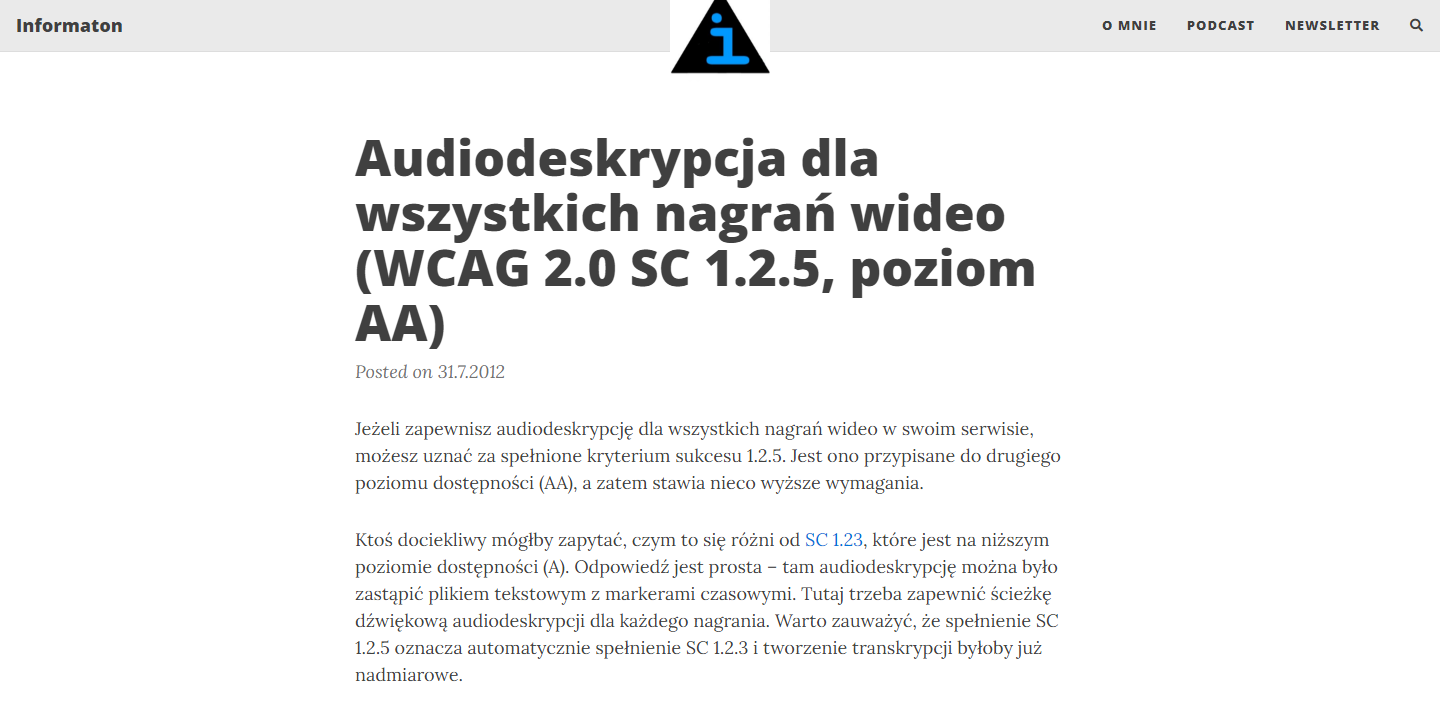 Informaton
O MNIE PODCAST NEWSLETTER
i
Audiodeskrypcja dla
wszystkich nagrań wideo
(WCAG 2.0 SC 1.2.5, poziom
AA)
Posted on 31.7.2012
Jeżeli zapewnisz audiodeskrypcję dla wszystkich nagrań wideo w swoim serwisie,
możesz uznać za spełnione kryterium sukcesu 1.2.5. Jest ono przypisane do drugiego
poziomu dostępności (AA), a zatem stawia nieco wyższe wymagania.
Ktoś dociekliwy mógłby zapytać, czym to się różni od SC 1.23, które jest na niższym
poziomie dostępności (A). Odpowiedź jest prosta – tam audiodeskrypcję można było
zastąpić plikiem tekstowym z markerami czasowymi. Tutaj trzeba zapewnić ścieżkę
dźwiękową audiodeskrypcji dla każdego nagrania. Warto zauważyć, że spełnienie SC
1.2.5 oznacza automatycznie spełnienie SC 1.2.3 i tworzenie transkrypcji byłoby już
nadmiarowe.